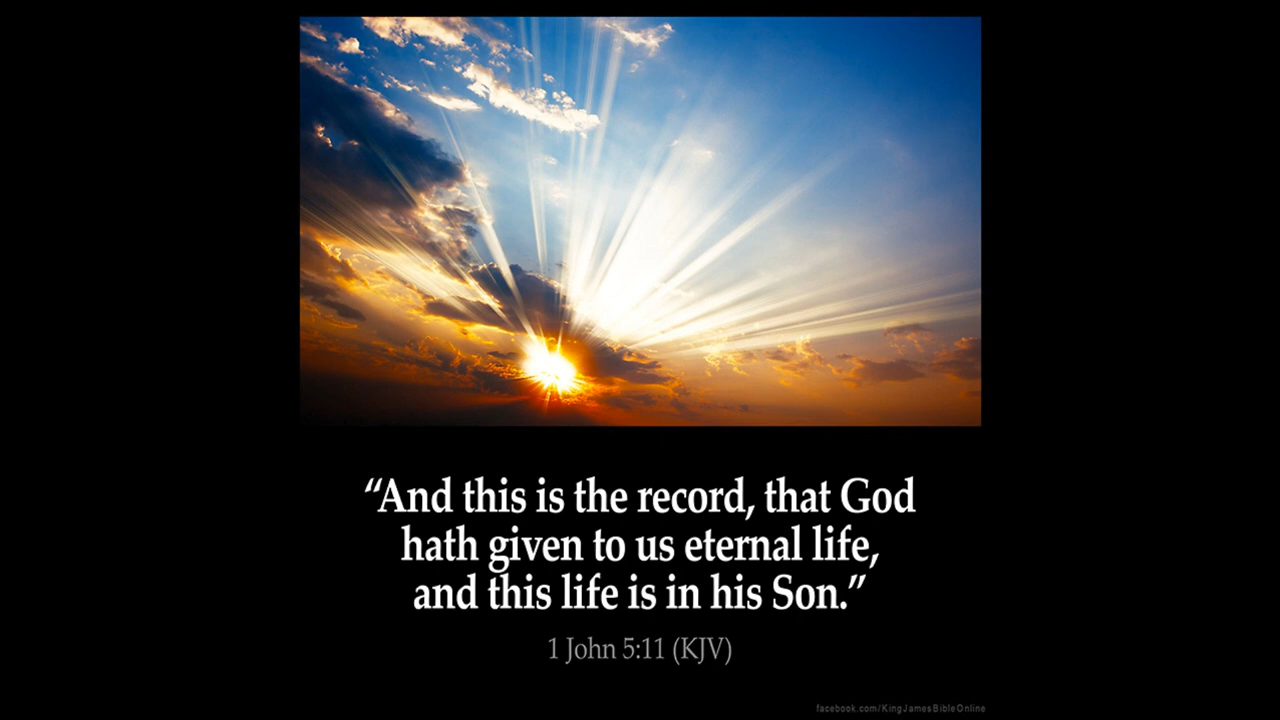 “And this is the record, that God
hath given to us eternal life,
and this life is in his Son.”
1 John 5:11 (KJV)
facebook.com/KingJamesBibleOnline